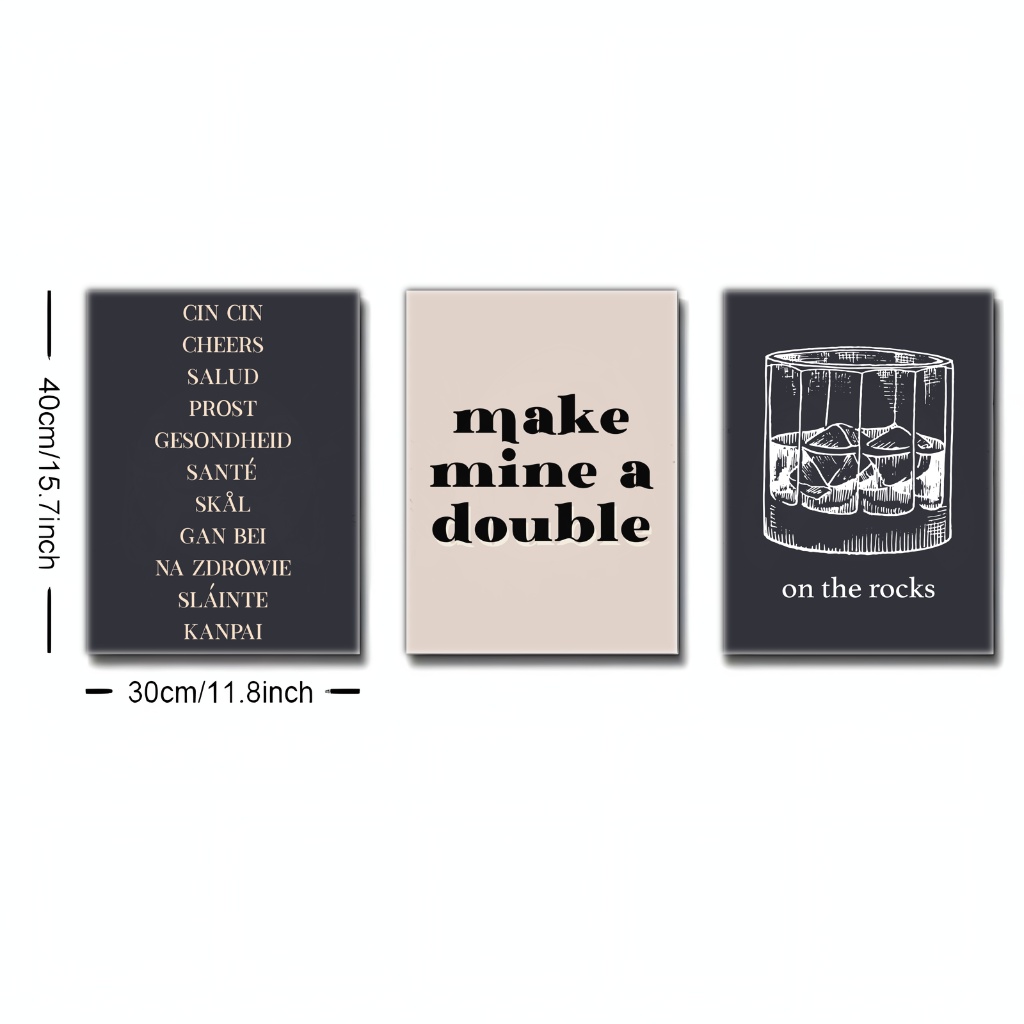 40cm/15.7inch
CIN CIN
CHEERS
SALUD
PROST
GESONDHEID
SANTÉ
SKÅL
GAN BEI
NA ZDROWIE
SLÁINTE
KANPAI
30cm/11.8inch
make
mine a
double
on the rocks